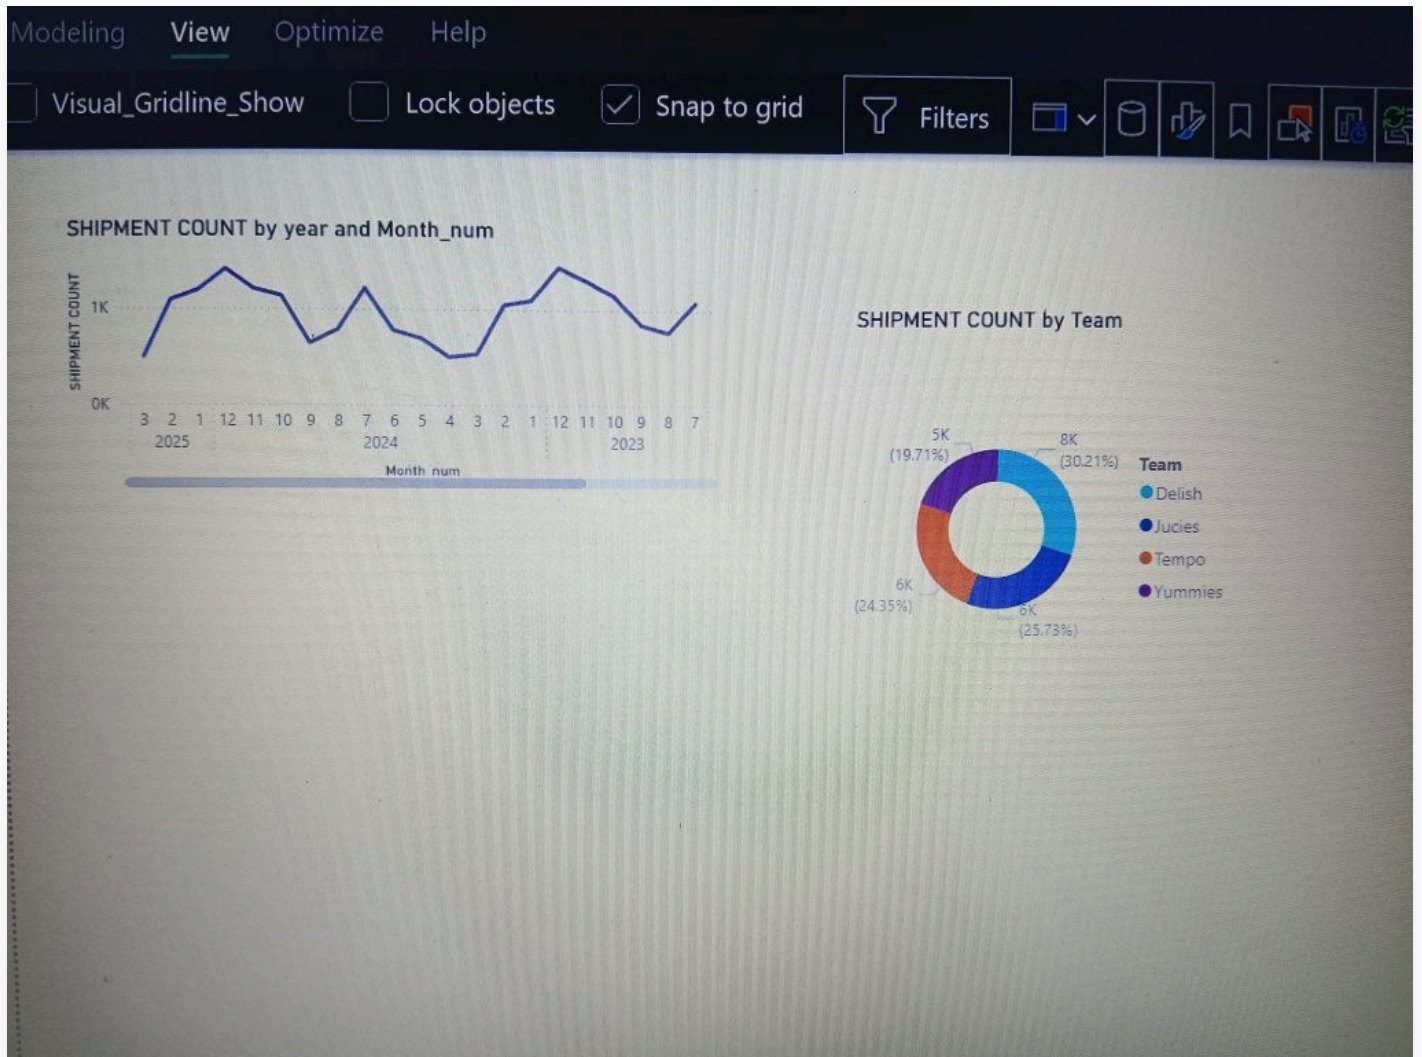 Modeling View Optimize Help
Visual_Gridline_Show Lock objects Snap to grid Filters
SHIPMENT COUNT by year and Month_num
SHIPMENT COUNT
1K
0K
3 2 1 12 11 10 9 8 7 6 5 4 3 2 1 12 11 10 9 8 7
2025 2024 2023
Month_num
SHIPMENT COUNT by Team
5K
(19.71%)
8K
(30.21%)
6K
(24.35%)
6K
(25.73%)
Team
Delish
Jucies
Tempo
Yummies